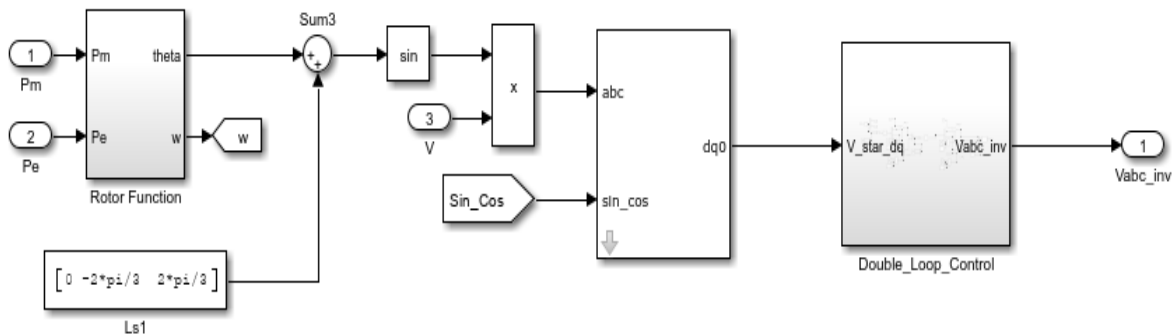 1
Pm
2
Pe
Pm
theta
Pe
w
Rotor Function
w
Sum3
+
+
[0 -2*pi/3 2*pi/3]
Ls1
sin
3
V
x
Sin_Cos
abc
dq0
sin_cos
V_star_dq
Vabc_inv
Double_Loop_Control
1
Vabc_inv